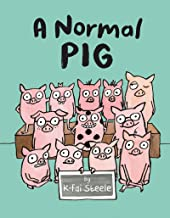 A Normal
PIG
by
K-Fai Steele